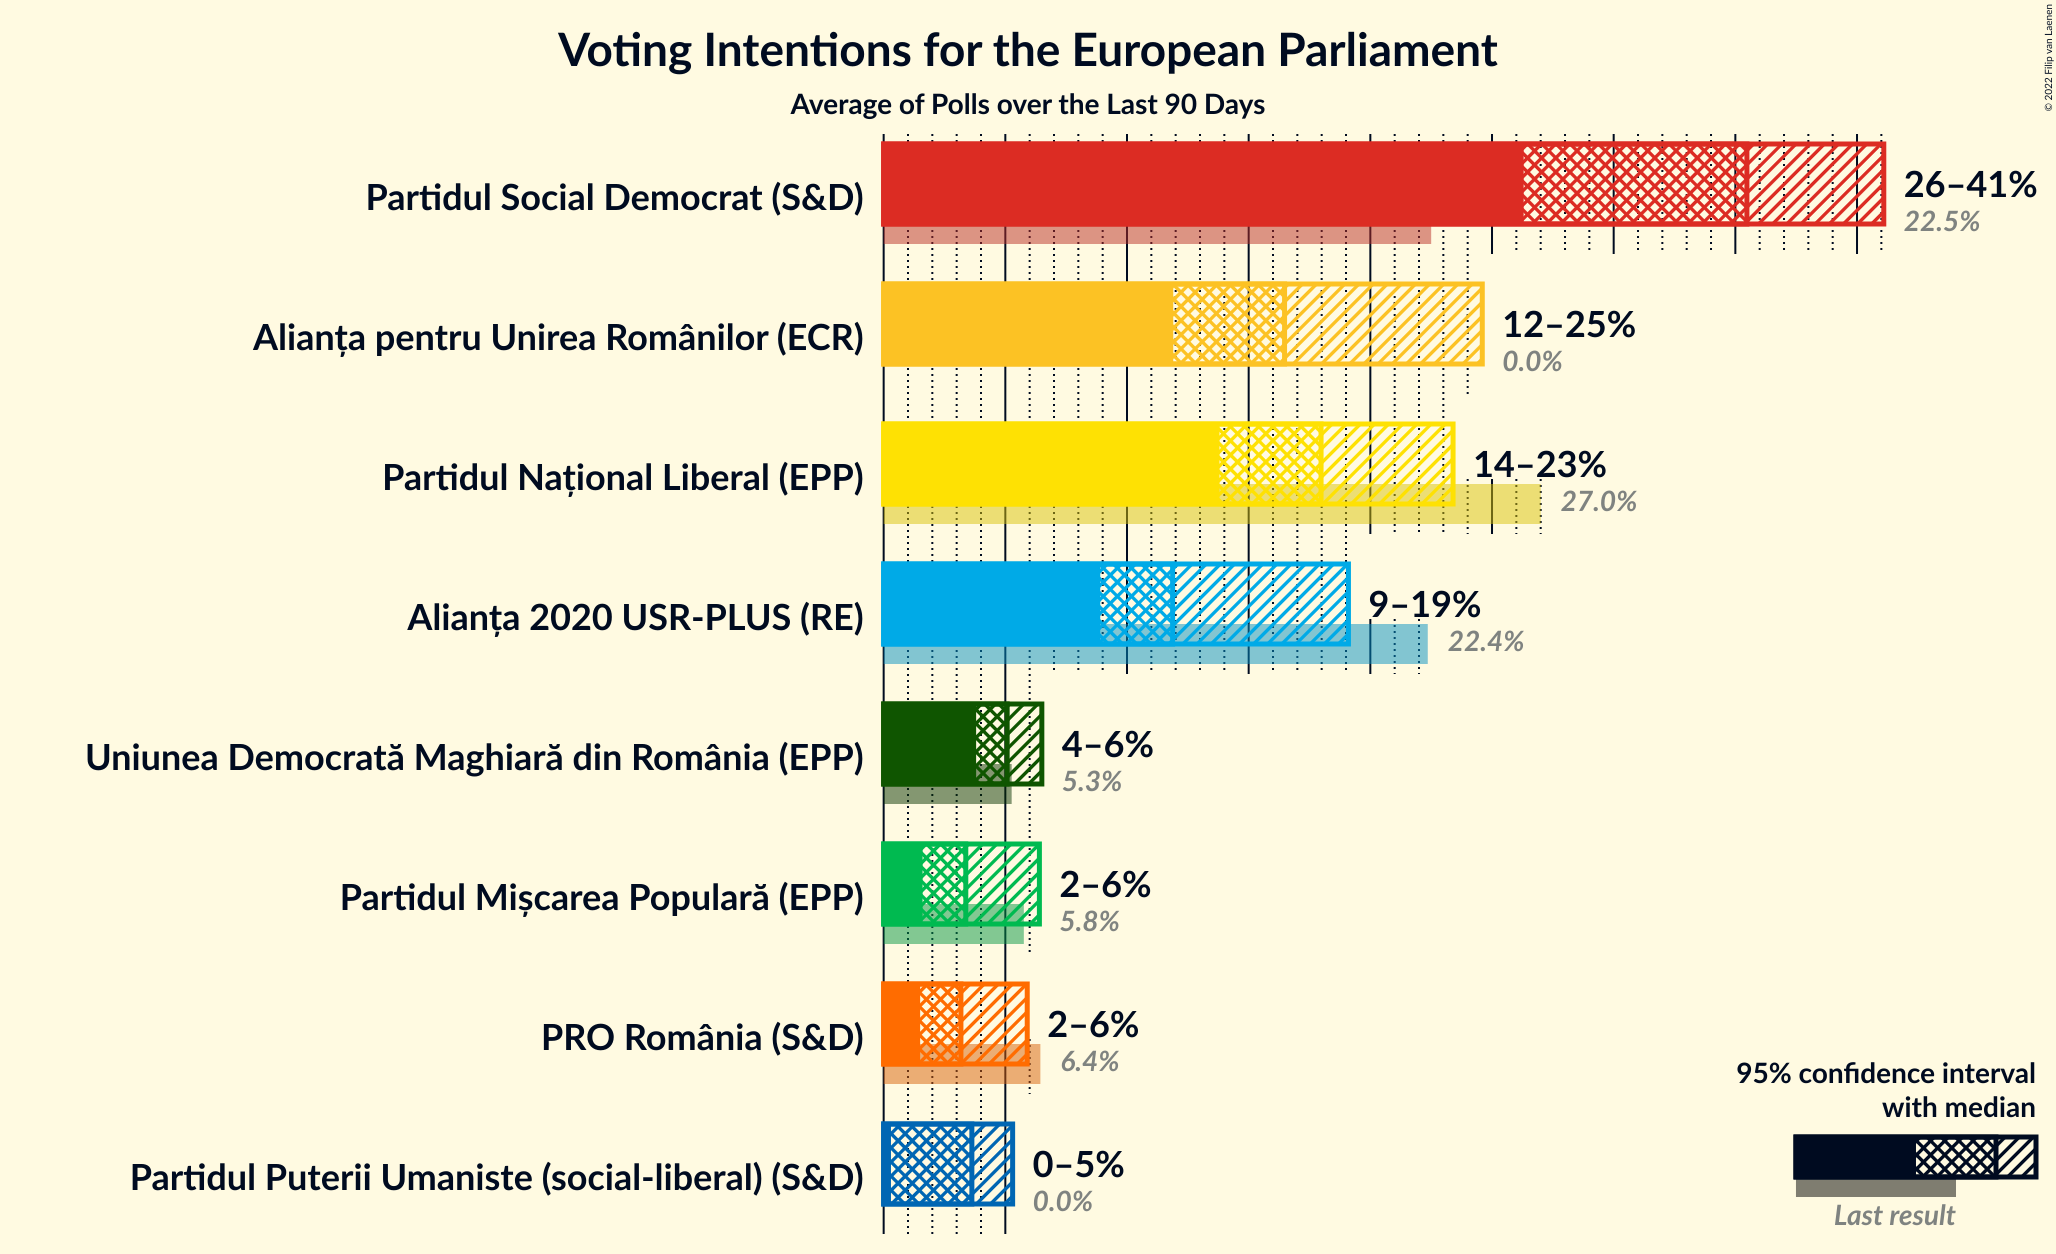 Voting Intentions for the European Parliament
Average of Polls over the Last 90 Days
© 2022 Filip van Laenen
Partidul Social Democrat (S&D)
26–41%
22.5%
Alianța pentru Unirea Românilor (ECR)
12–25%
0.0%
Partidul Național Liberal (EPP)
14–23%
27.0%
Alianța 2020 USR-PLUS (RE)
9–19%
22.4%
Uniunea Democrată Maghiară din România (EPP)
4–6%
5.3%
Partidul Mișcarea Populară (EPP)
2–6%
5.8%
PRO România (S&D)
2–6%
6.4%
Partidul Puterii Umaniste (social-liberal) (S&D)
0–5%
0.0%
95% confidence interval
with median
Last result